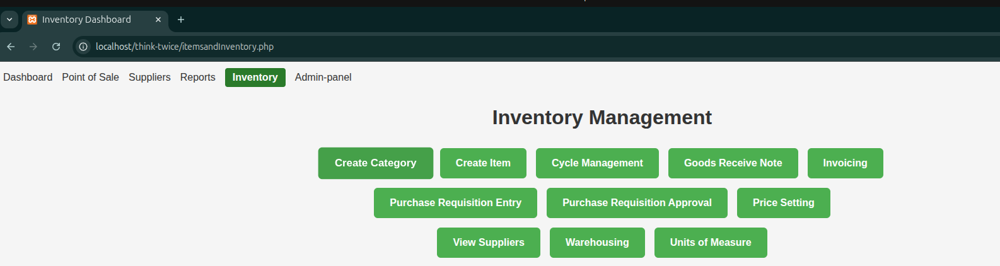 Inventory Dashboard
localhost/think-twice/itemsandInventory.php
Dashboard Point of Sale Suppliers Reports Inventory Admin-panel
Inventory Management
Create Category Create Item Cycle Management Goods Receive Note Invoicing
Purchase Requisition Entry Purchase Requisition Approval Price Setting
View Suppliers Warehousing Units of Measure